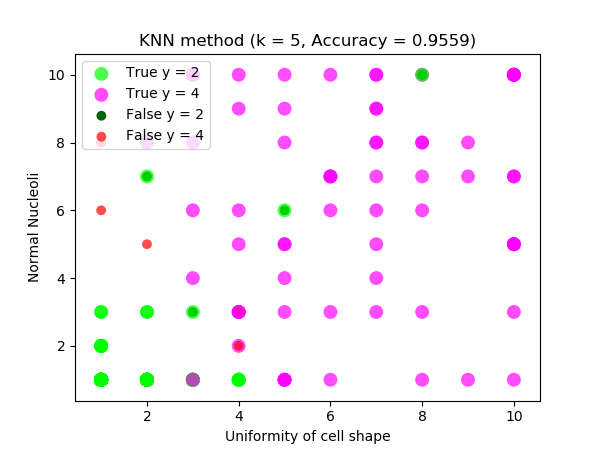 KNN method (k = 5, Accuracy = 0.9559)
True y = 2
True y = 4
False y = 2
False y = 4
10
8
6
4
2
Normal Nucleoli
2 4 6 8 10
Uniformity of cell shape